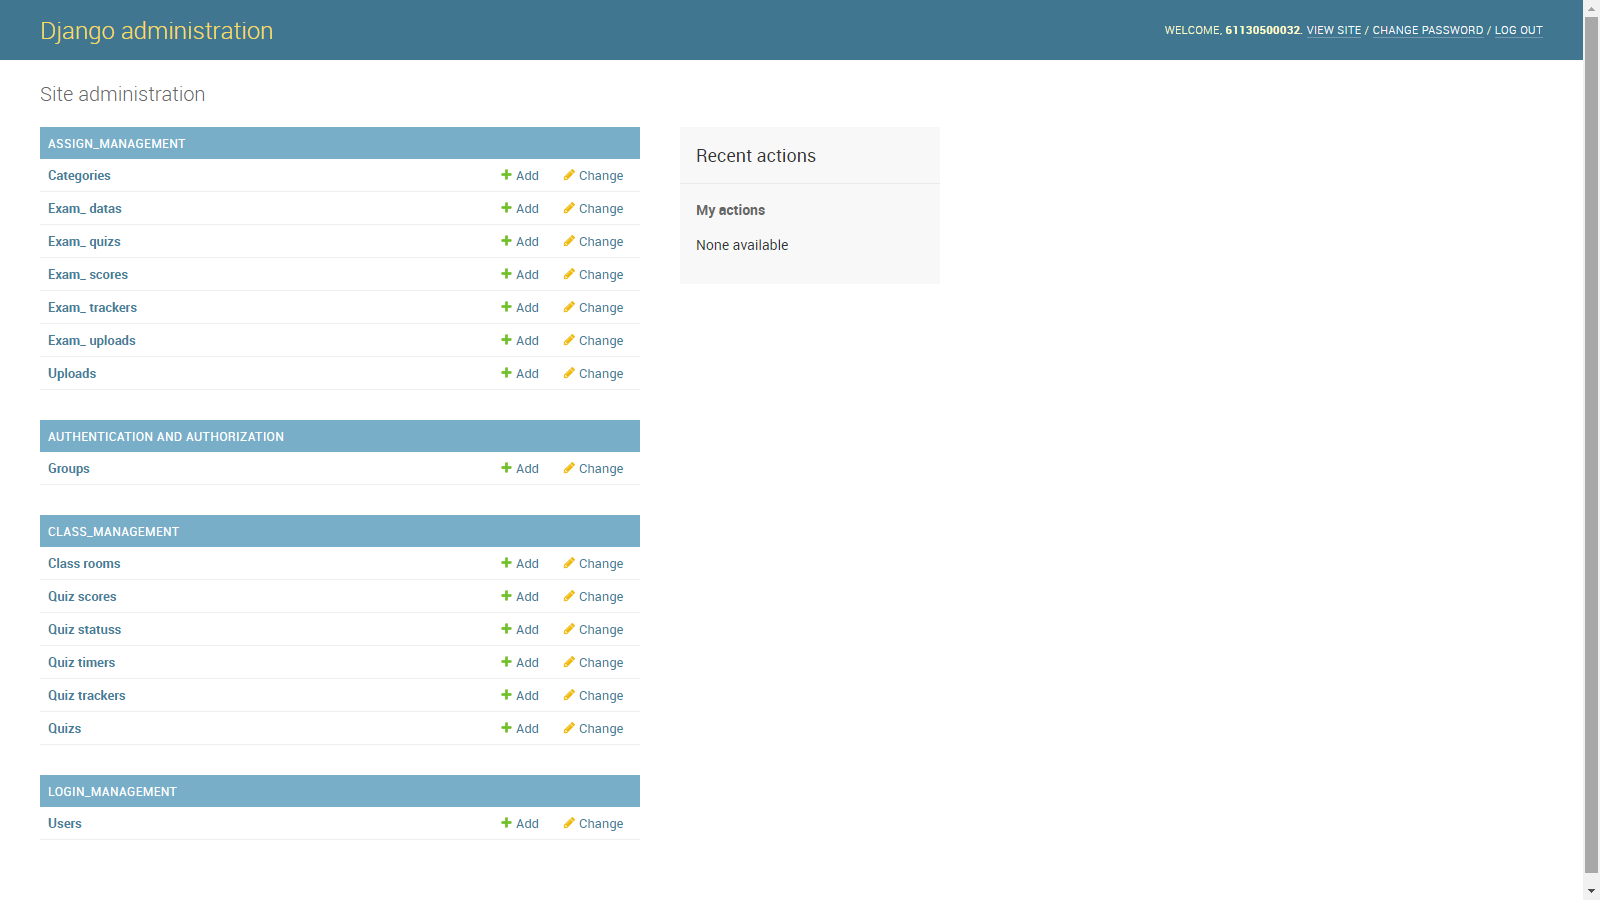 Django administration
WELCOME, 61130500032. VIEW SITE / CHANGE PASSWORD / LOG OUT
Site administration
ASSIGN_MANAGEMENT
Categories Add Change
Exam_ datas Add Change
Exam_ quizs Add Change
Exam_ scores Add Change
Exam_ trackers Add Change
Exam_ uploads Add Change
Uploads Add Change
AUTHENTICATION AND AUTHORIZATION
Groups Add Change
CLASS_MANAGEMENT
Class rooms Add Change
Quiz scores Add Change
Quiz statuss Add Change
Quiz timers Add Change
Quiz trackers Add Change
Quizs Add Change
LOGIN_MANAGEMENT
Users Add Change
Recent actions
My actions
None available